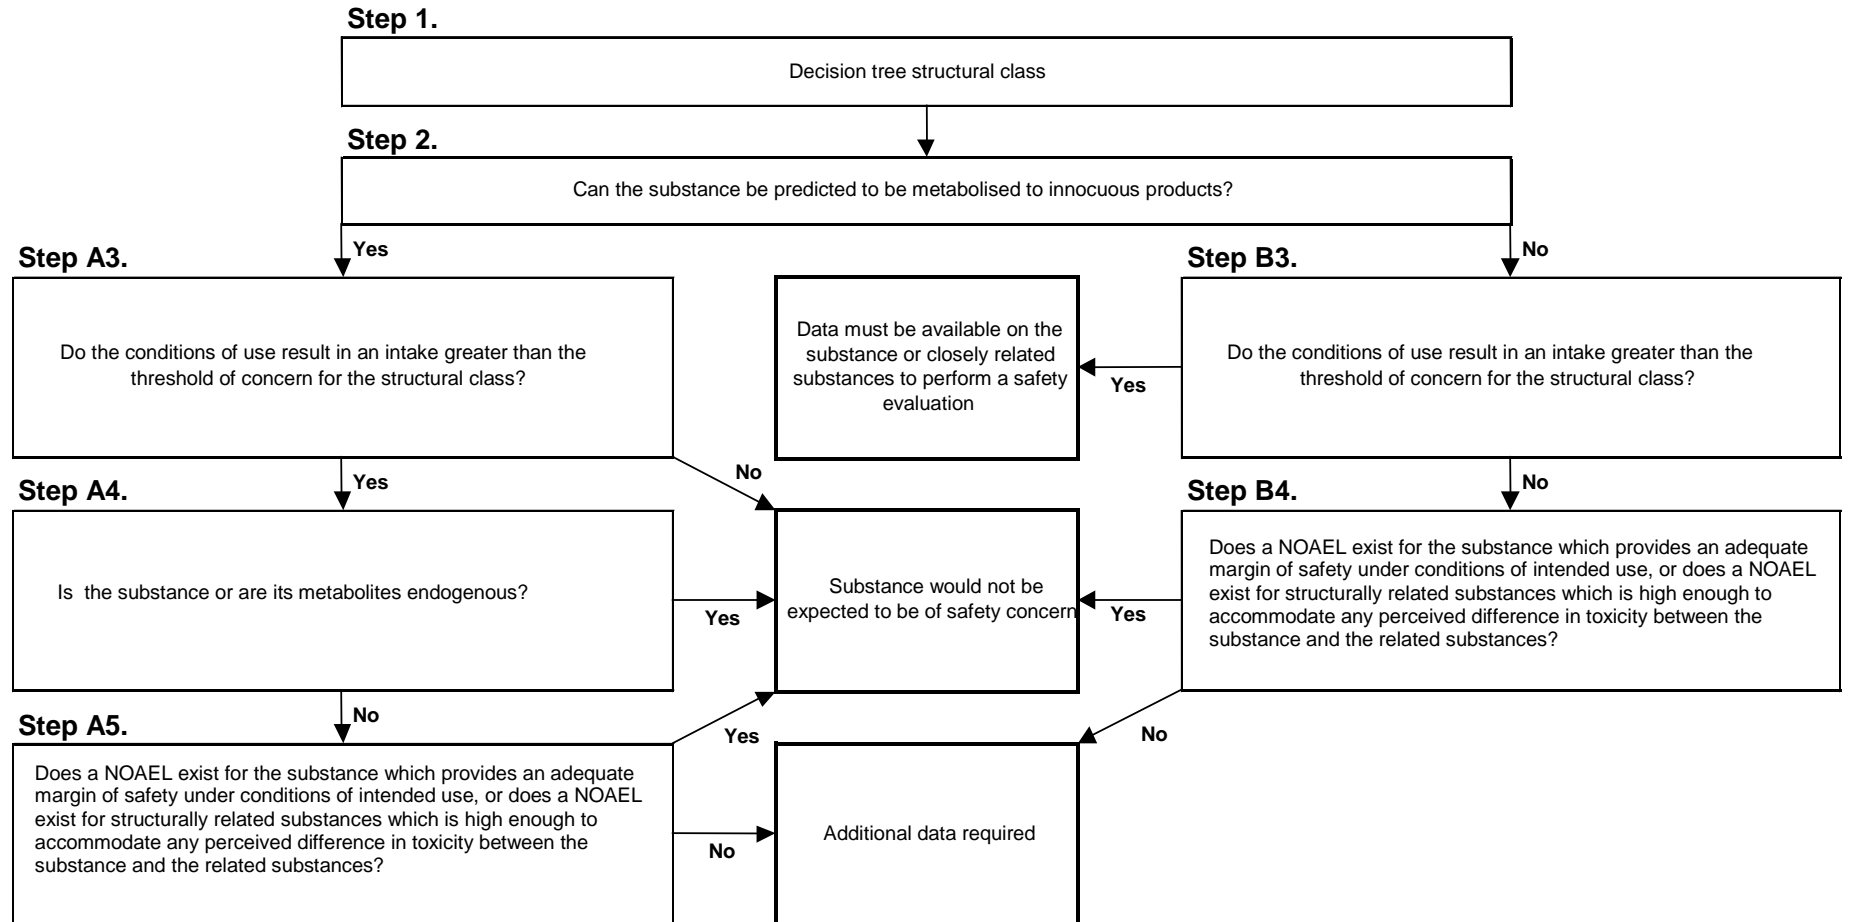 Step 1.
Decision tree structural class
Step 2.
Can the substance be predicted to be metabolised to innocuous products?
Yes
No
Step A3.
Do the conditions of use result in an intake greater than the
threshold of concern for the structural class?
Data must be available on the
substance or closely related
substances to perform a safety
evaluation
Yes
Step B3.
Do the conditions of use result in an intake greater than the
threshold of concern for the structural class?
Yes
No
No
Step A4.
Is the substance or are its metabolites endogenous?
Yes
Substance would not be
expected to be of safety concern
Yes
Step B4.
Does a NOAEL exist for the substance which provides an adequate
margin of safety under conditions of intended use, or does a NOAEL
exist for structurally related substances which is high enough to
accommodate any perceived difference in toxicity between the
substance and the related substances?
No
Yes
No
Step A5.
Does a NOAEL exist for the substance which provides an adequate
margin of safety under conditions of intended use, or does a NOAEL
exist for structurally related substances which is high enough to
accommodate any perceived difference in toxicity between the
substance and the related substances?
No
Additional data required